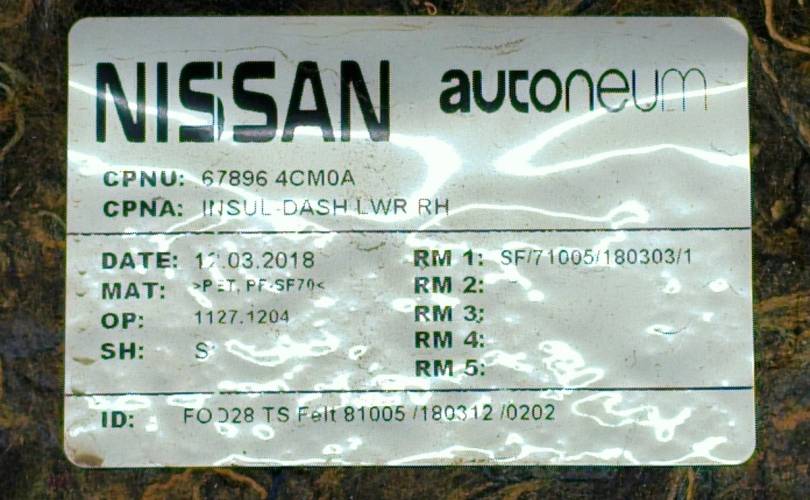 NISSAN autoneum
CPNU: 67896 4CM0A
CPNA: INSUL-DASH LWR RH
DATE: 12.03.2018 RM 1: SF/71005/180303/1
MAT: >PET, PF-SF70< RM 2:
OP: 1127.1204 RM 3:
SH: RM 4:
RM 5:
ID: FOD28 TS Felt 81005 /180312 /0202